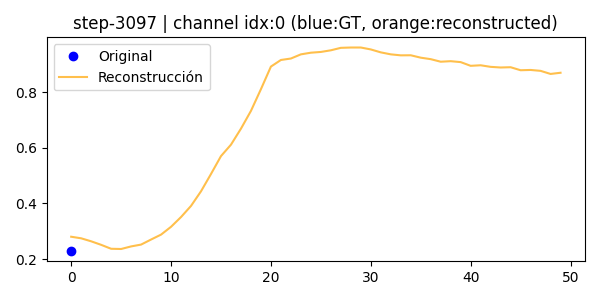 step-3097 | channel idx:0 (blue:GT, orange:reconstructed)
Original
Reconstrucción
0.8
0.6
0.4
0.2
0 10 20 30 40 50